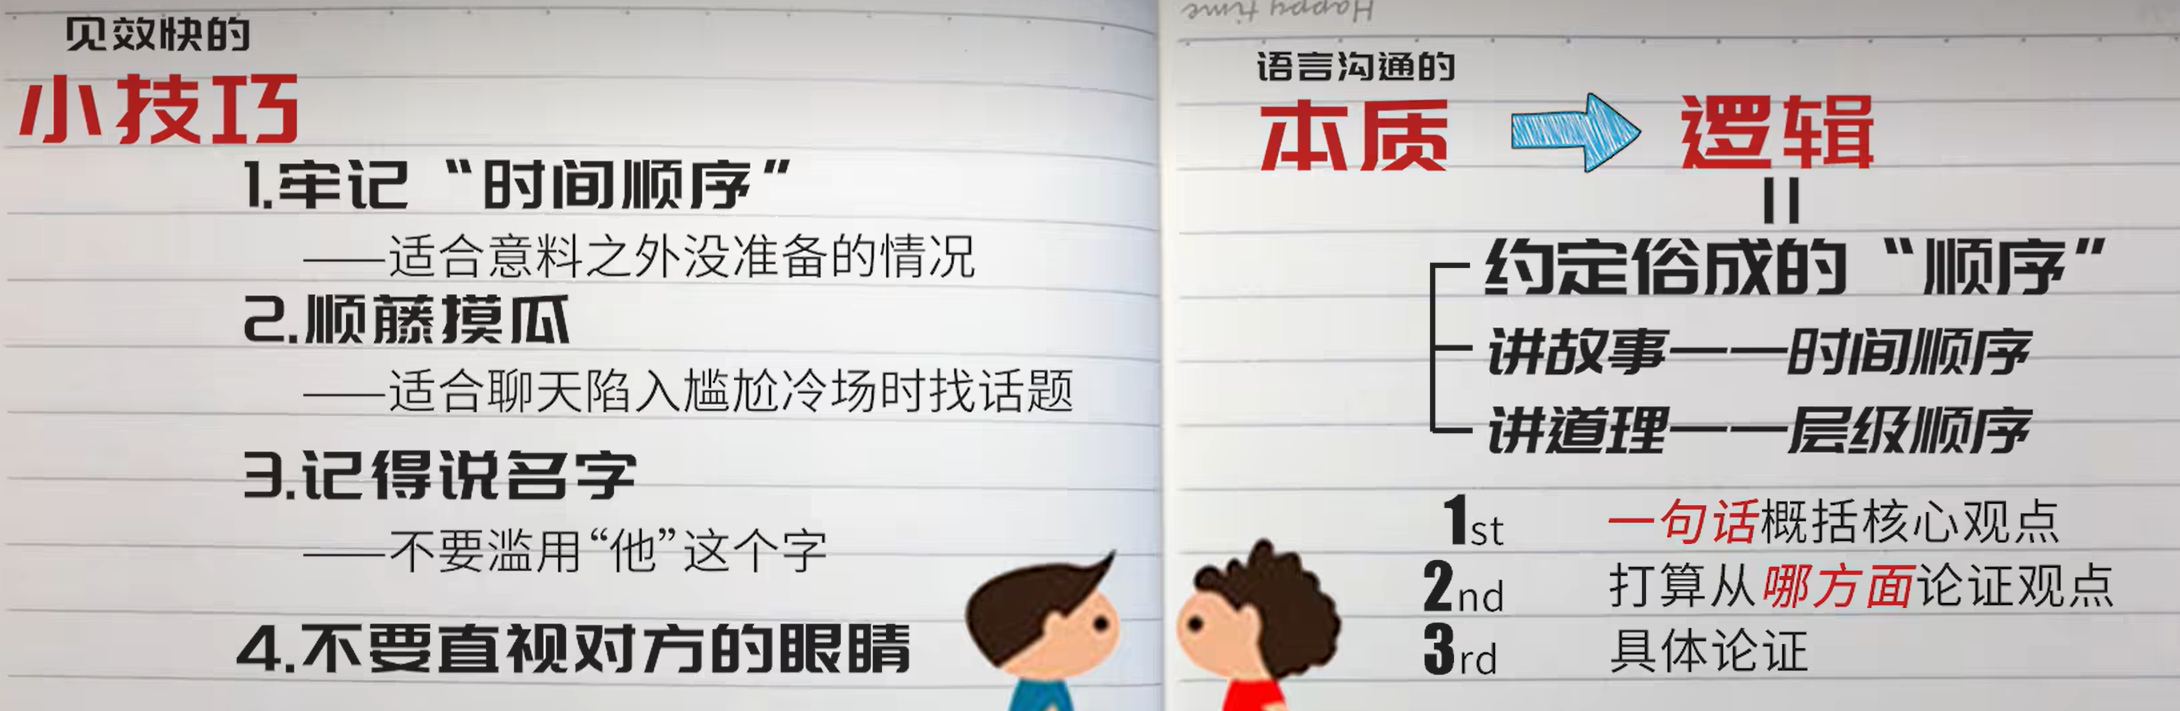 见效快的
小技巧
1.牢记“时间顺序”
——适合意料之外没准备的情况
2.顺藤摸瓜
——适合聊天陷入尴尬冷场时找话题
3.记得说名字
——不要滥用“他”这个字
4.不要直视对方的眼睛
Happy time
语言沟通的
本质 逻辑
=
约定俗成的“顺序”
讲故事——时间顺序
讲道理——层级顺序
1st 一句话概括核心观点
2nd 打算从哪方面论证观点
3rd 具体论证